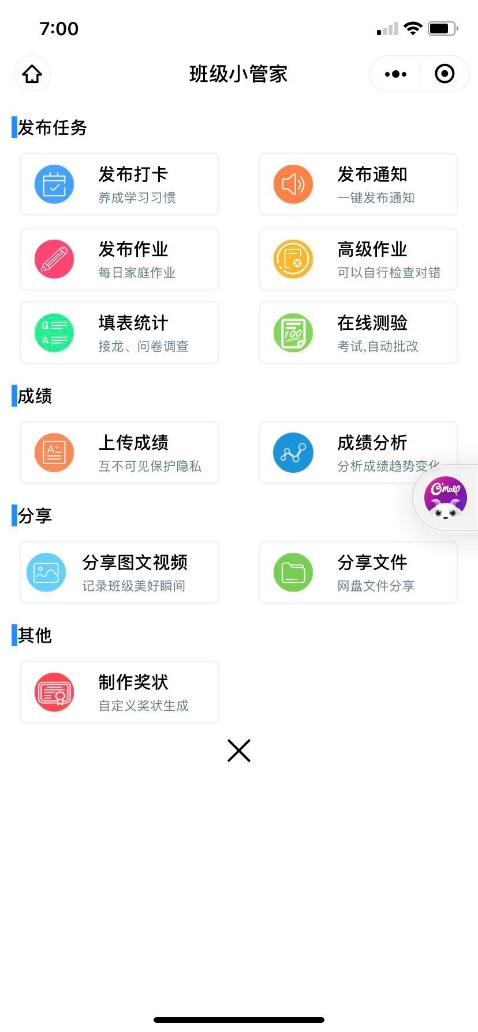 7:00
班级小管家
发布任务
发布打卡
养成学习习惯
发布通知
一键发布通知
发布作业
每日家庭作业
高级作业
可以自行检查对错
填表统计
接龙、问卷调查
在线测验
考试,自动批改
成绩
上传成绩
互不可见保护隐私
成绩分析
分析成绩趋势变化
分享
分享图文视频
记录班级美好瞬间
分享文件
网盘文件分享
其他
制作奖状
自定义奖状生成